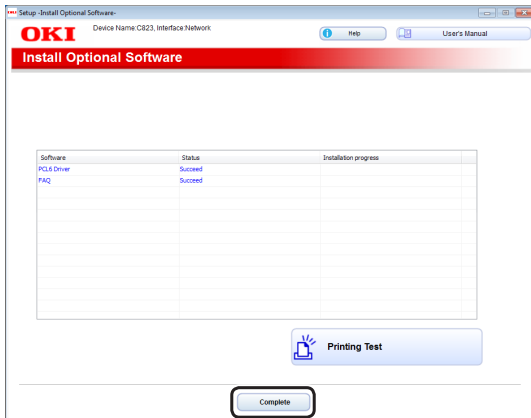 OKI Setup -Install Optional Software-
OKI Device Name:C823, Interface:Network Help User's Manual
Install Optional Software
Software Status Installation progress
PCL6 Driver Succeed
FAQ Succeed
Printing Test
Complete